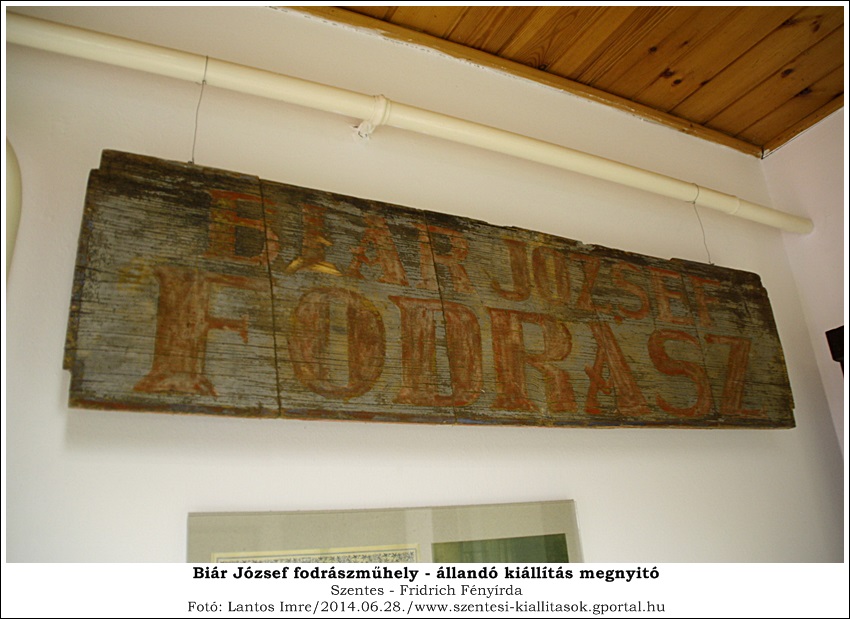 BIÁR JÓZSEF
FODRÁSZ
Biár József fodrászműhely - állandó kiállítás megnyitó
Szentes - Fridrich Fényírda
Fotó: Lantos Imre/2014.06.28./www.szentesi-kiallitasok.gportal.hu